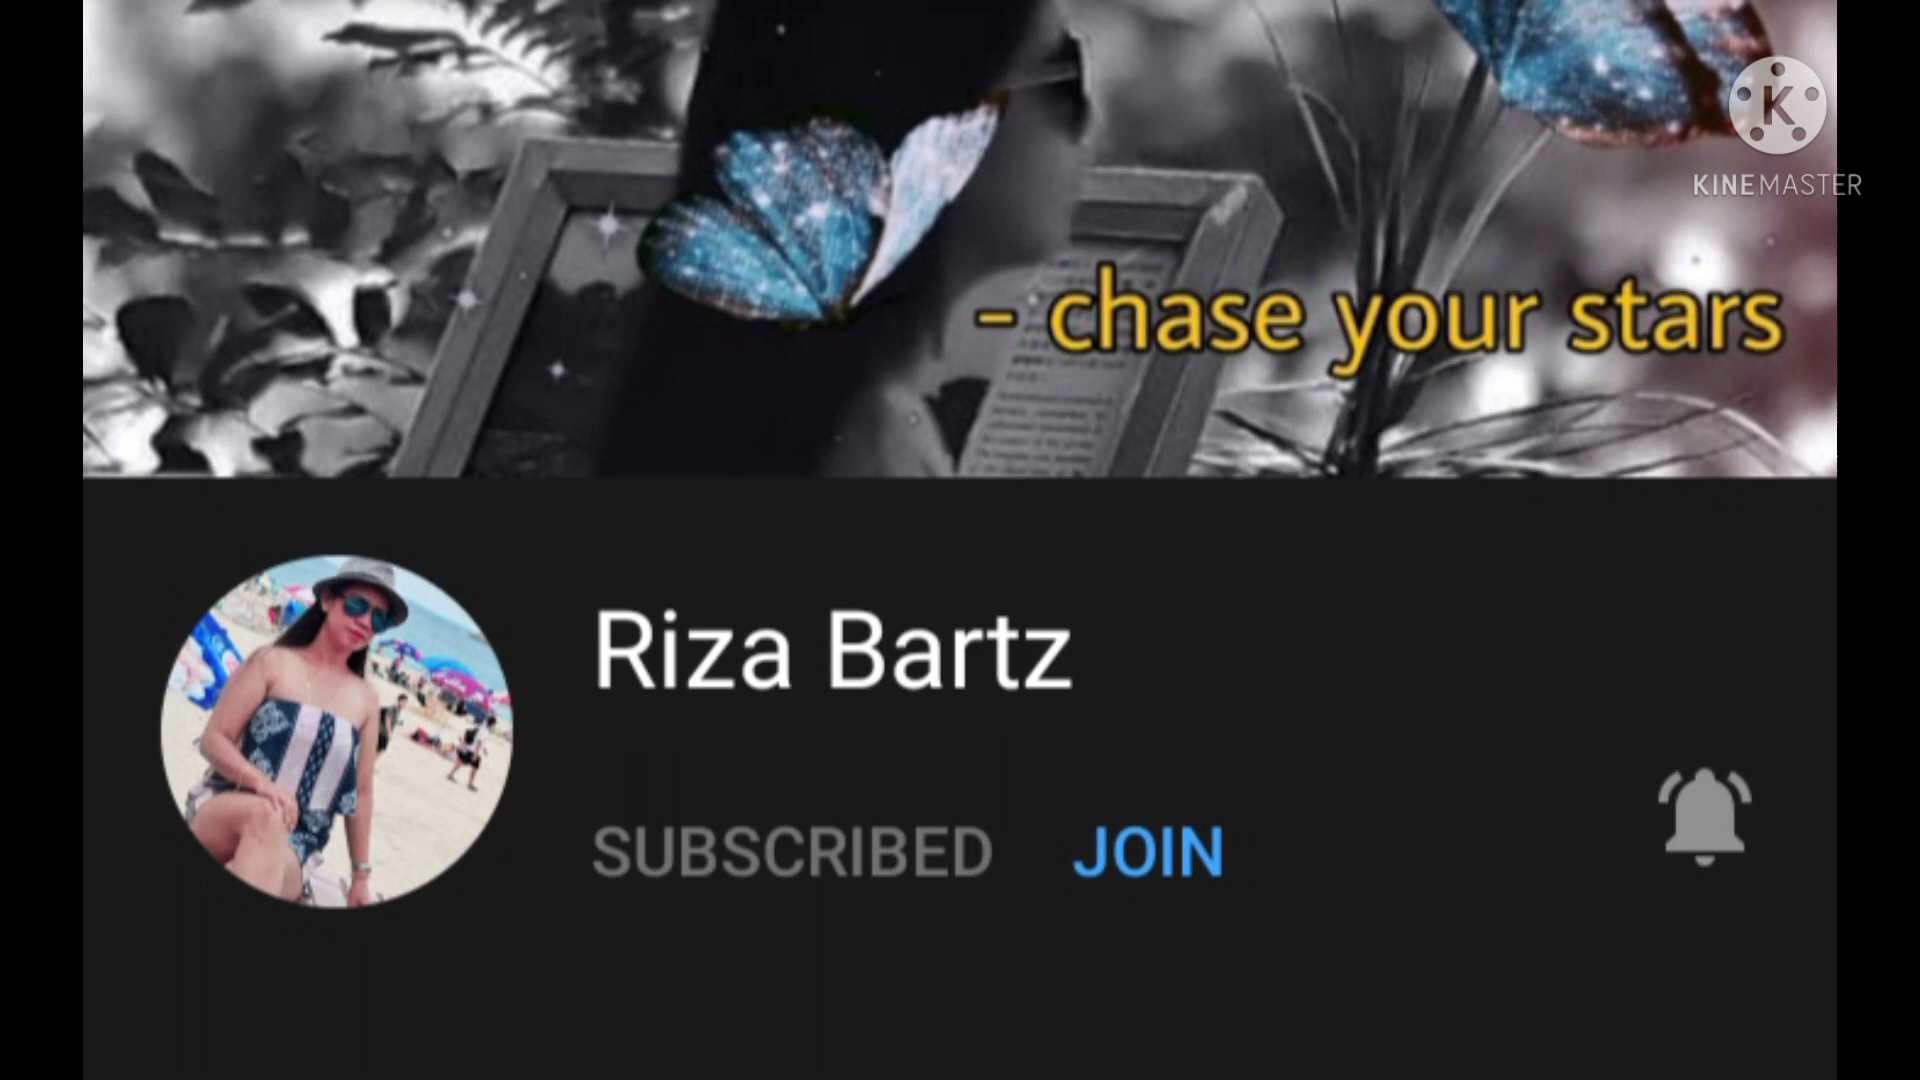 K
KINEMASTER
- chase your stars
Riza Bartz
SUBSCRIBED JOIN